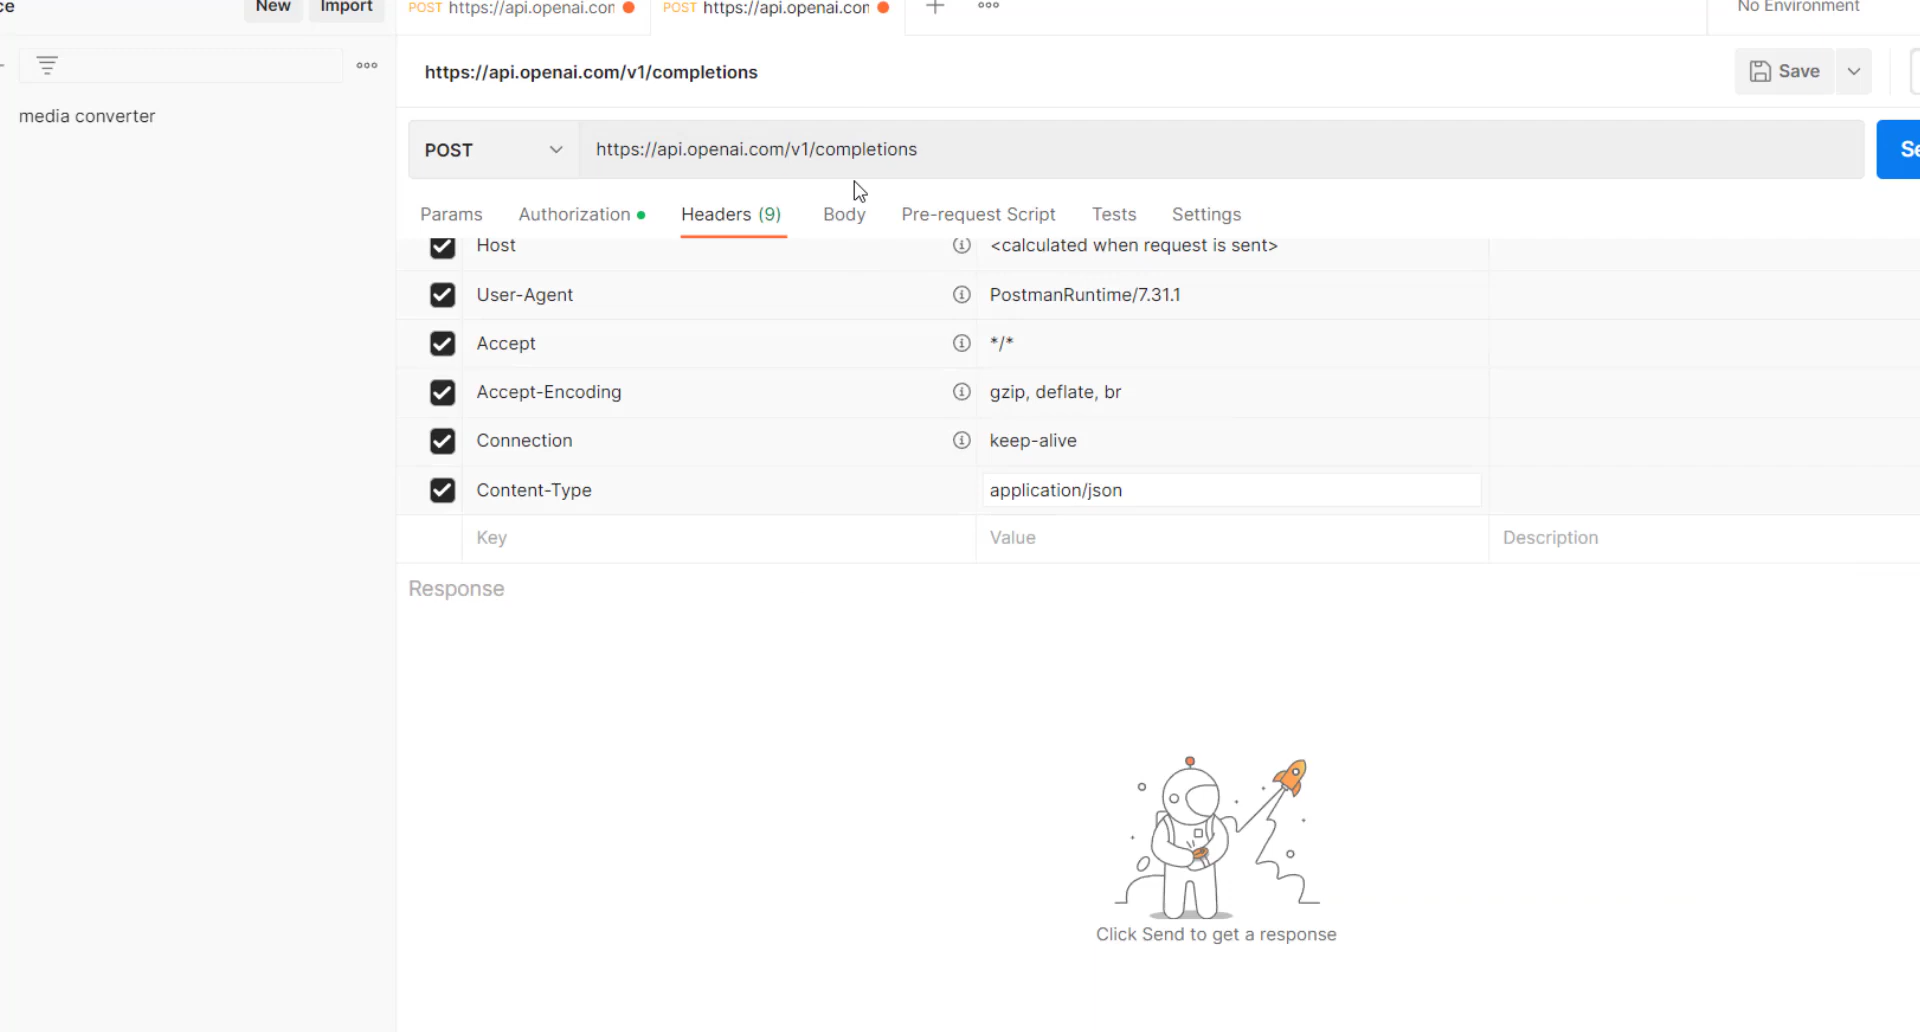 ce
New
Import
POST https://api.openai.con
POST https://api.openai.con
No Environment
https://api.openai.com/v1/completions
Save
media converter
POST
https://api.openai.com/v1/completions
Se
Params
Authorization
Headers (9)
Body
Pre-request Script
Tests
Settings
Host
<calculated when request is sent>
User-Agent
PostmanRuntime/7.31.1
Accept
*/*
Accept-Encoding
gzip, deflate, br
Connection
keep-alive
Content-Type
application/json
Key
Value
Description
Response
Click Send to get a response